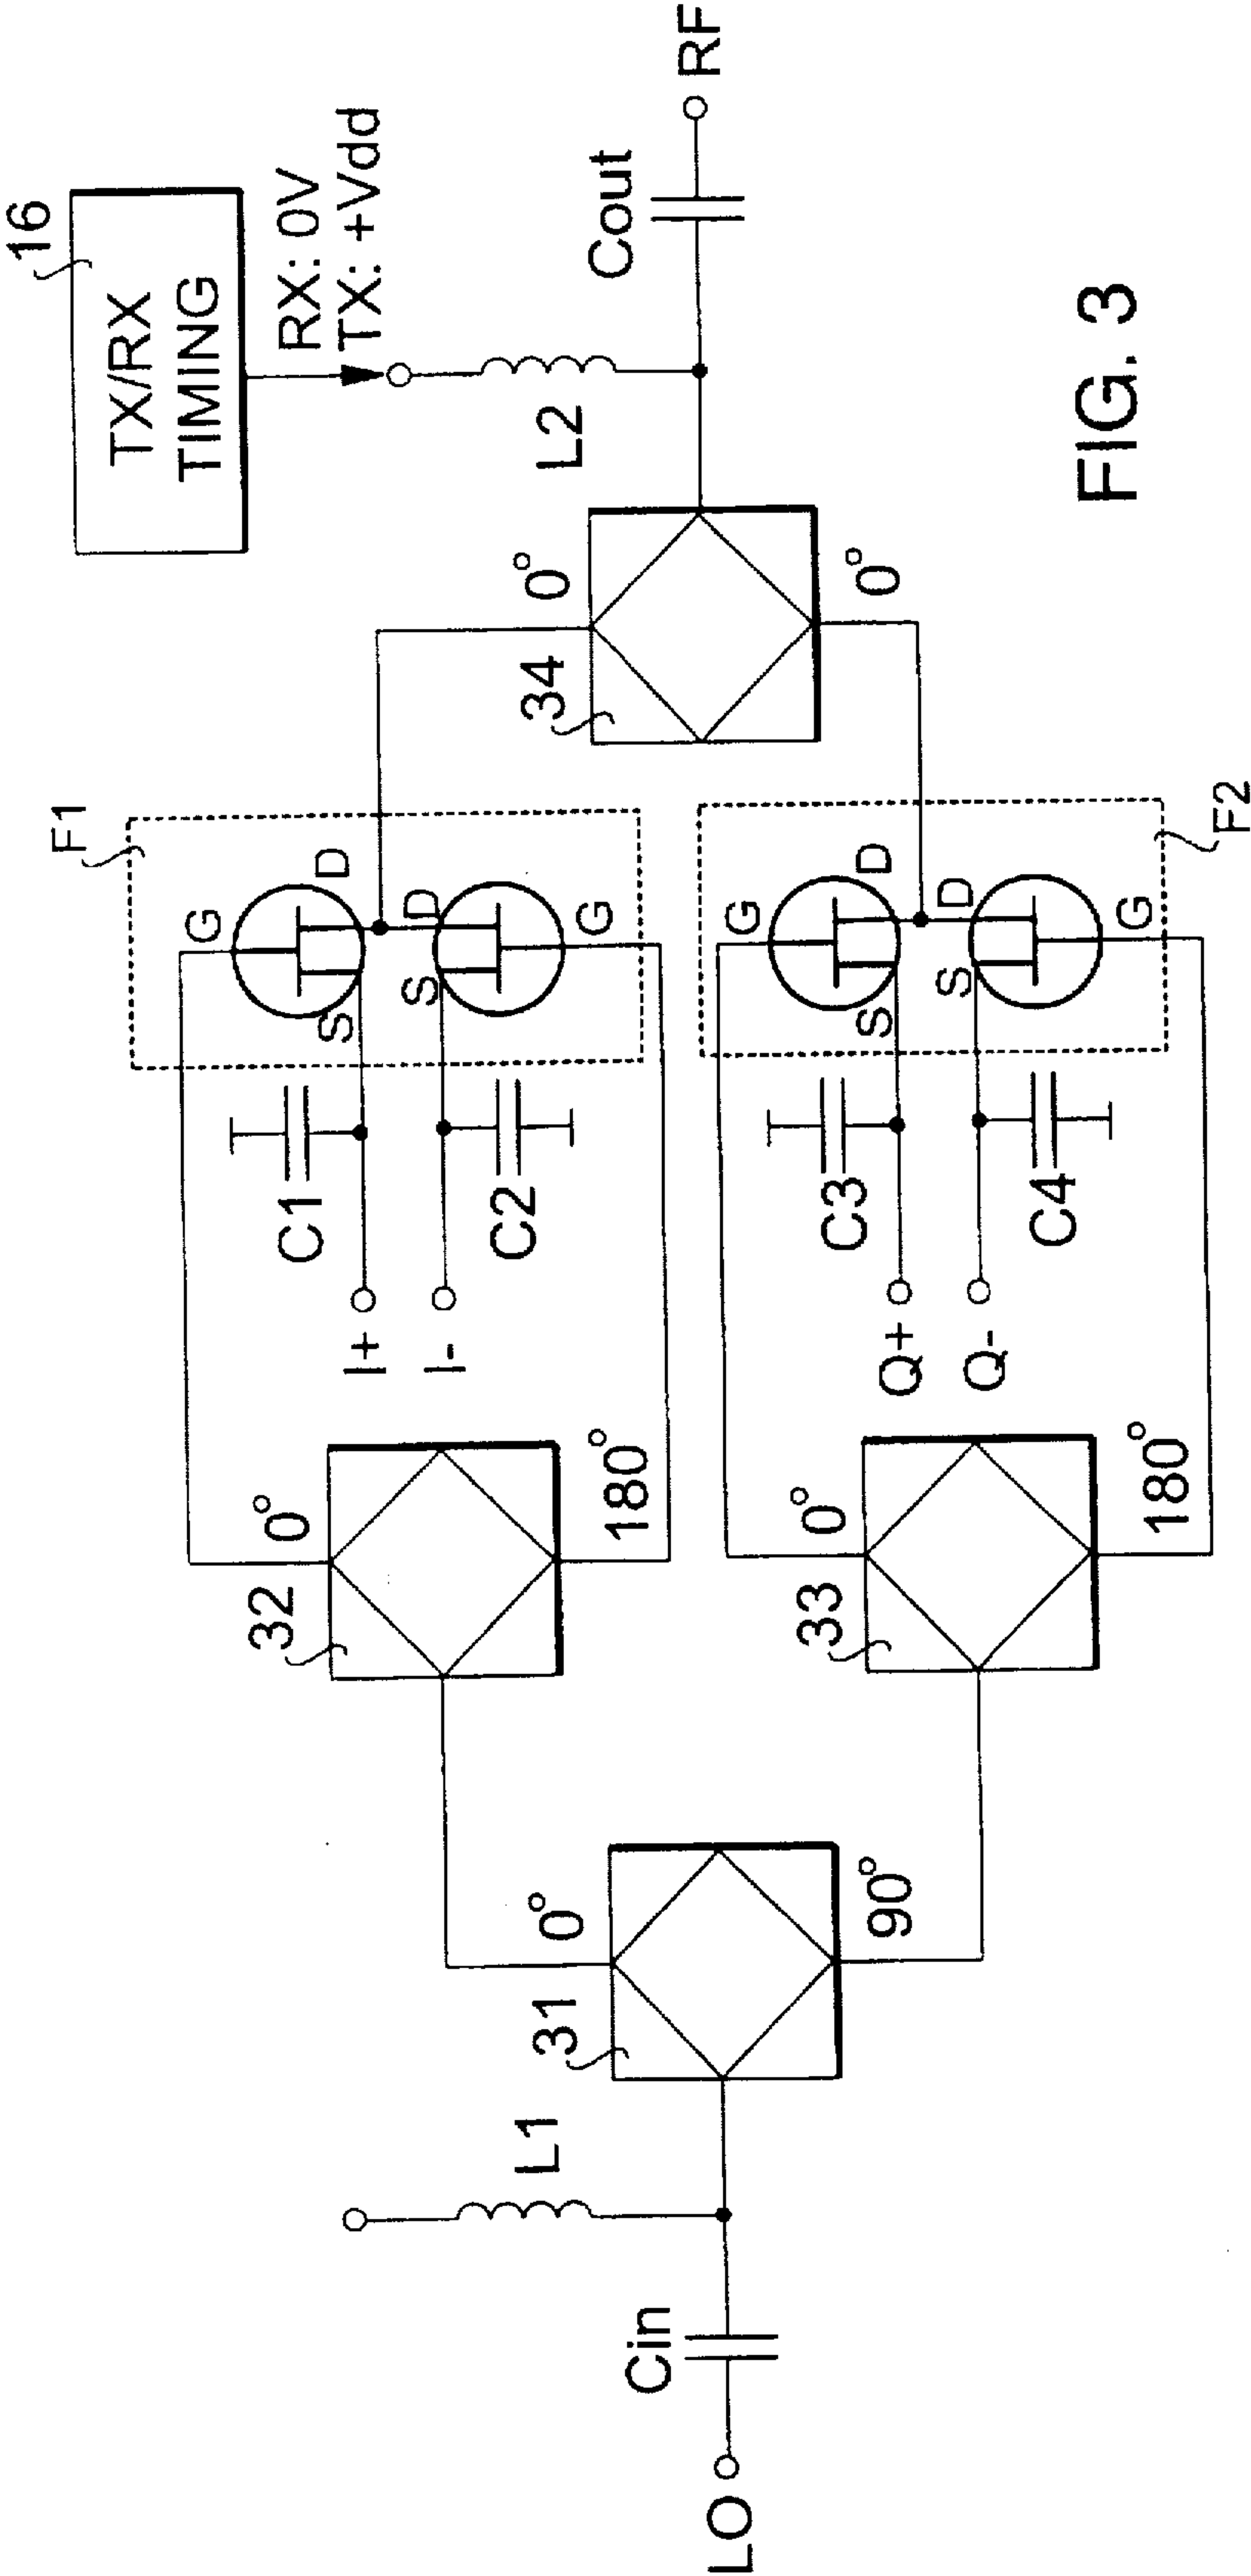 16
TX/RX
TIMING
RX: 0V
TX: +Vdd
F1
G
D
S
C1
I+
I-
S
D
G
C2
32
0°
180°
L1
31
0°
90°
Cin
LO
34
0°
0°
L2
Cout
RF
G
D
S
C3
Q+
Q-
S
D
G
C4
F2
33
0°
180°
FIG. 3